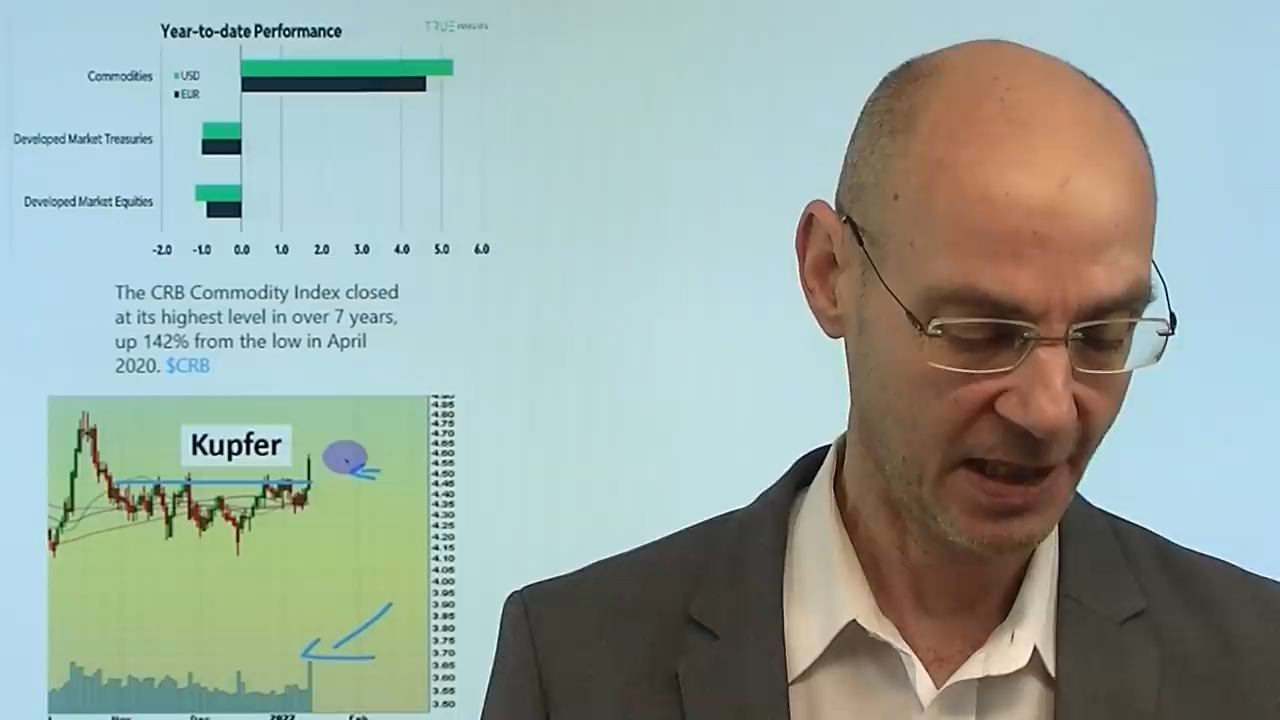 Year-to-date Performance
TRUE INSIGHTS
Commodities
USD
EUR
Developed Market Treasuries
Developed Market Equities
-2.0 -1.0 0.0 1.0 2.0 3.0 4.0 5.0 6.0
The CRB Commodity Index closed
at its highest level in over 7 years,
up 142% from the low in April
2020. $CRB
Kupfer
4.85
4.80
4.75
4.70
4.65
4.60
4.55
4.50
4.45
4.40
4.35
4.30
4.25
4.20
4.15
4.10
4.05
4.00
3.95
3.90
3.85
3.80
3.75
3.70
3.65
3.60
3.55
3.50
Nov Dec 2022 Feb